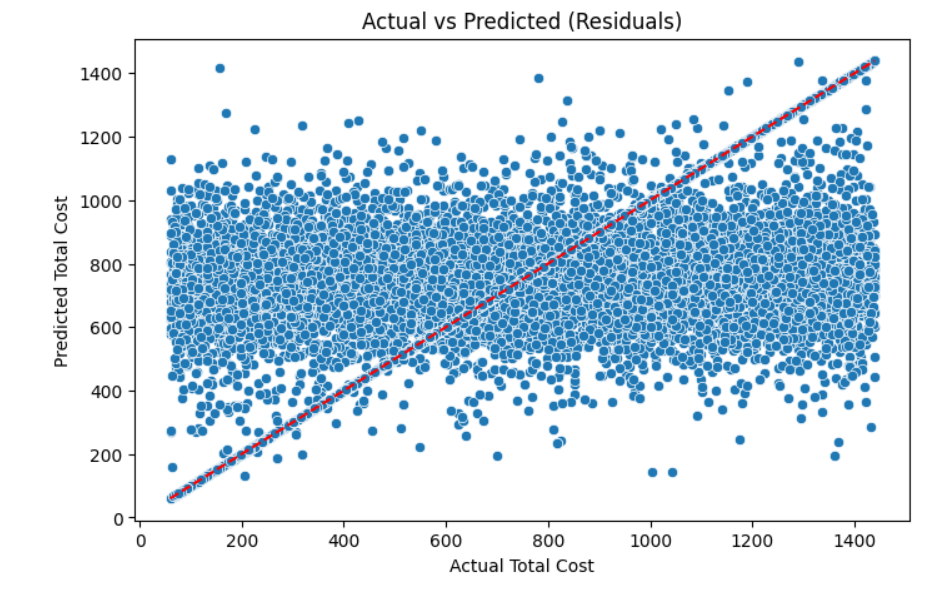 Actual vs Predicted (Residuals)
1400
1200
1000
800
600
400
200
0
Predicted Total Cost
0 200 400 600 800 1000 1200 1400
Actual Total Cost